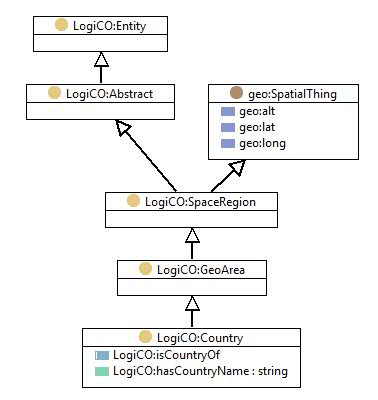 LogiCO:Entity
LogiCO:Abstract
geo:SpatialThing
geo:alt
geo:lat
geo:long
LogiCO:SpaceRegion
LogiCO:GeoArea
LogiCO:Country
LogiCO:isCountryOf
LogiCO:hasCountryName : string